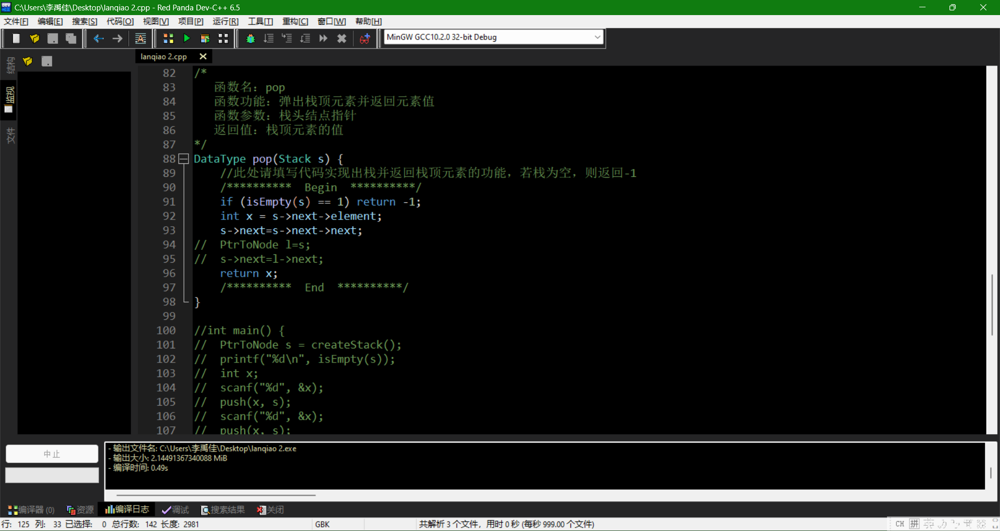 C:\Users\李禹佳\Desktop\lanqiao 2.cpp - Red Panda Dev-C++ 6.5
文件[F] 编辑[E] 搜索[S] 代码[O] 视图[V] 项目[P] 运行[R] 工具[T] 重构[C] 窗口[W] 帮助[H]
MinGW GCC10.2.0 32-bit Debug
结构
监视
文件
lanqiao 2.cpp
82 /*
83 函数名：pop
84 函数功能：弹出栈顶元素并返回元素值
85 函数参数：栈头结点指针
86 返回值：栈顶元素的值
87 */
88 DataType pop(Stack s) {
89 //此处请填写代码实现出栈并返回栈顶元素的功能，若栈为空，则返回-1
90 /********** Begin **********/
91 if (isEmpty(s) == 1) return -1;
92 int x = s->next->element;
93 s->next=s->next->next;
94 // PtrToNode l=s;
95 // s->next=l->next;
96 return x;
97 /********** End **********/
98 }
99
100 //int main() {
101 // PtrToNode s = createStack();
102 // printf("%d\n", isEmpty(s));
103 // int x;
104 // scanf("%d", &x);
105 // push(x, s);
106 // scanf("%d", &x);
107 // push(x, s);
中止
- 输出文件名: C:\Users\李禹佳\Desktop\lanqiao 2.exe
- 输出大小: 2.14491367340088 MiB
- 编译时间: 0.49s
编译器 (0) 资源 编译日志 调试 搜索结果 关闭
行: 125 列: 33 已选择: 0 总行数: 142 长度: 2981 GBK 共解析 3 个文件，用时 0 秒 (每秒 999.00 个文件)
CH 拼 英